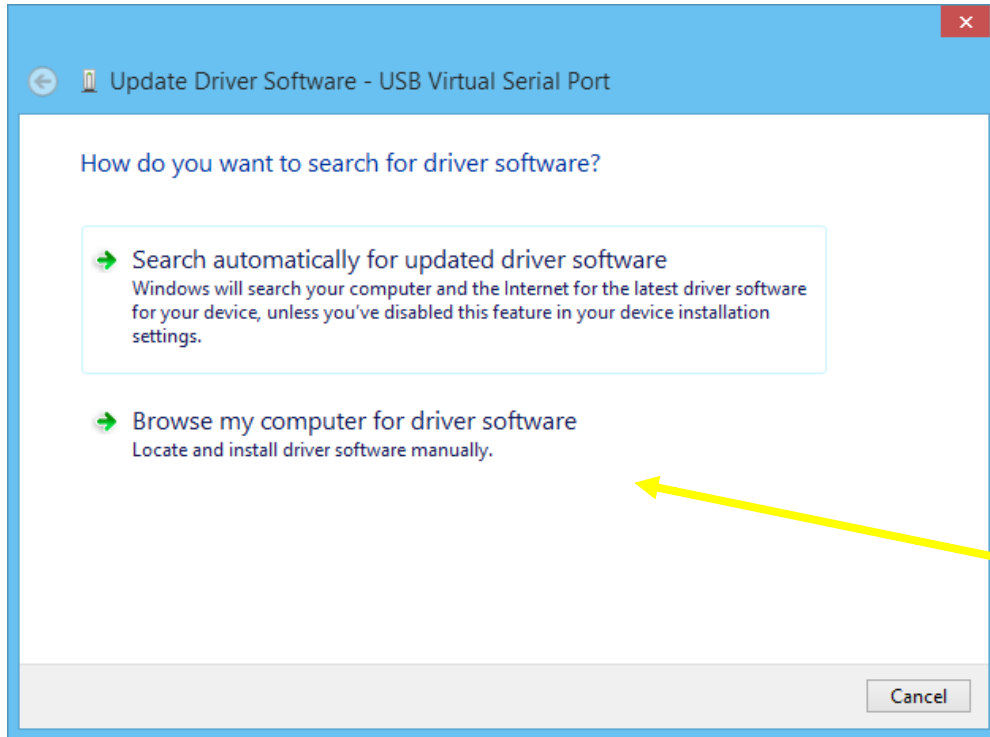 Update Driver Software - USB Virtual Serial Port
How do you want to search for driver software?
Search automatically for updated driver software
Windows will search your computer and the Internet for the latest driver software
for your device, unless you've disabled this feature in your device installation
settings.
Browse my computer for driver software
Locate and install driver software manually.
Cancel